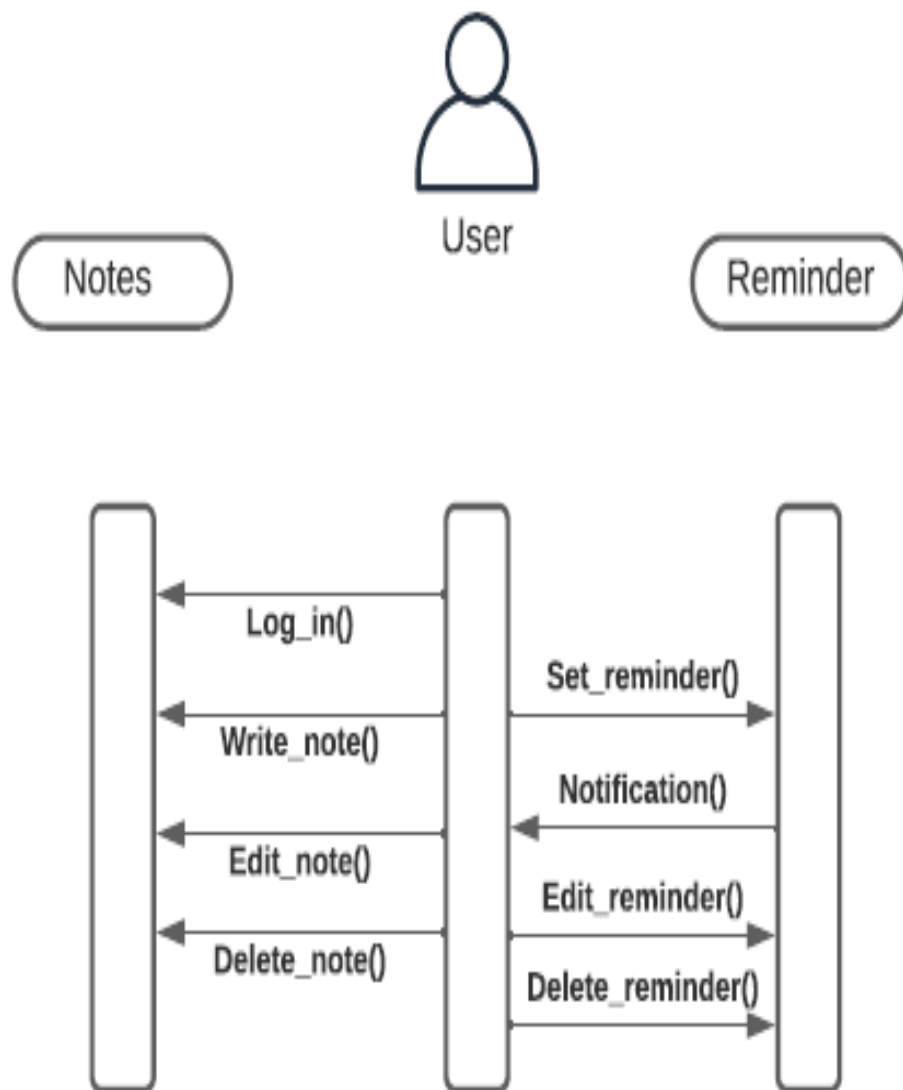 User
Notes
Reminder
Log_in()
Set_reminder()
Write_note()
Notification()
Edit_note()
Edit_reminder()
Delete_note()
Delete_reminder()